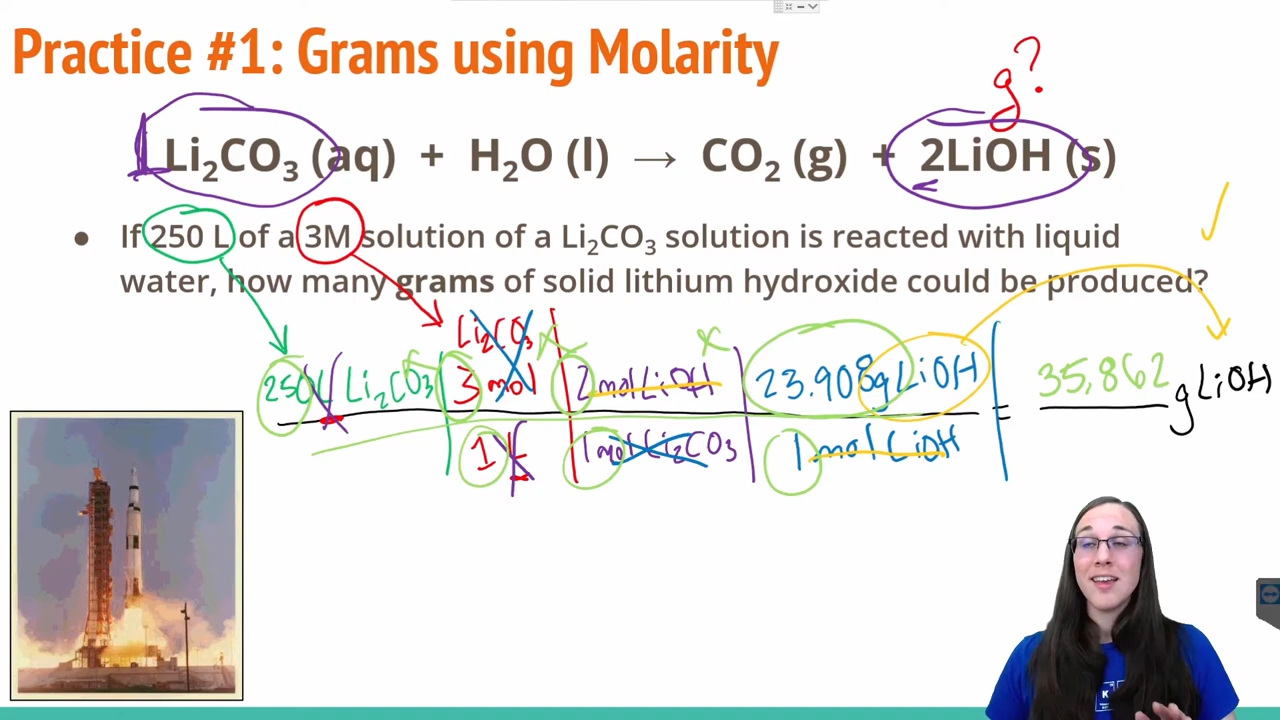 Practice #1: Grams using Molarity
g?
1 Li₂CO₃ (aq) + H₂O (l) → CO₂ (g) + 2LiOH (s)
● If 250 L of a 3M solution of a Li₂CO₃ solution is reacted with liquid
water, how many grams of solid lithium hydroxide could be produced?
Li₂CO₃
250 L Li₂CO₃ 3 mol 2 mol LiOH 23.908g LiOH = 35,862 g LiOH
1 L 1 mol Li₂CO₃ 1 mol LiOH
K